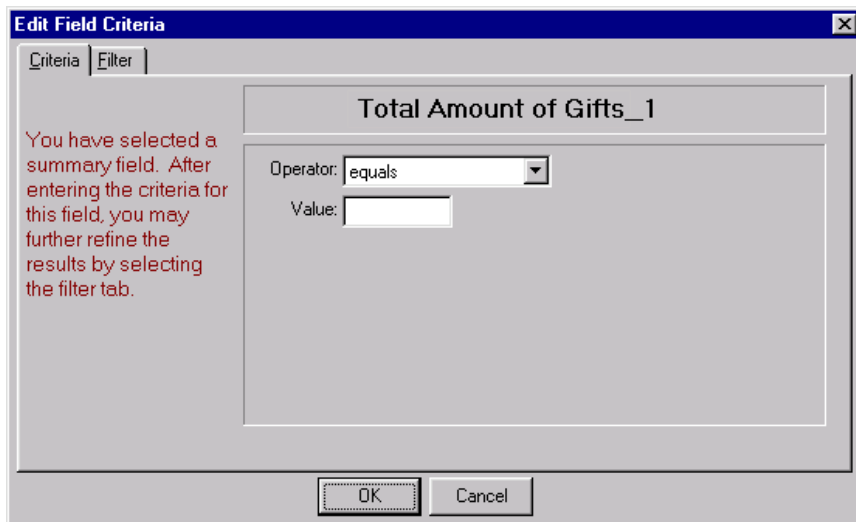 Edit Field Criteria
Criteria
Filter
Total Amount of Gifts_1
You have selected a
summary field. After
entering the criteria for
this field, you may
further refine the
results by selecting
the filter tab.
Operator: equals
Value:
OK
Cancel